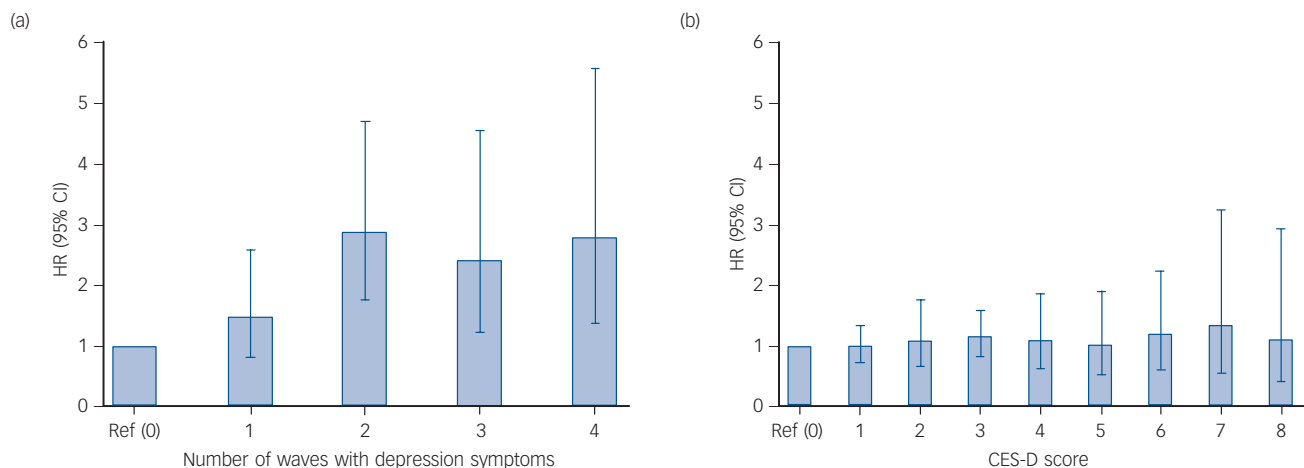 (a)
6
5
4
3
2
1
0
HR (95% CI)
Ref (0) 1 2 3 4
Number of waves with depression symptoms
(b)
6
5
4
3
2
1
0
HR (95% CI)
Ref (0) 1 2 3 4 5 6 7 8
CES-D score